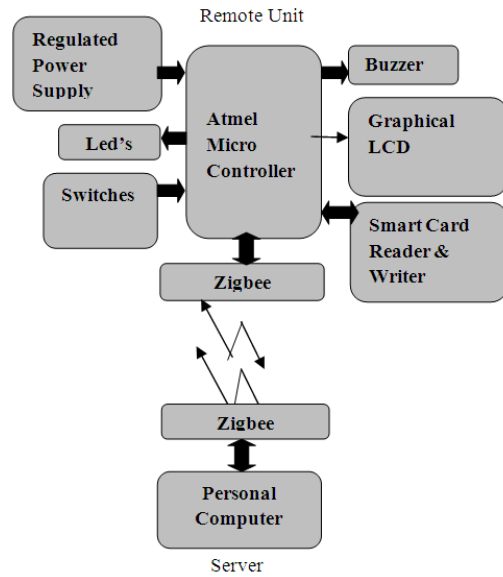 Remote Unit
Regulated
Power
Supply
Buzzer
Atmel
Micro
Controller
Graphical
LCD
Led's
Switches
Smart Card
Reader &
Writer
Zigbee
Zigbee
Personal
Computer
Server